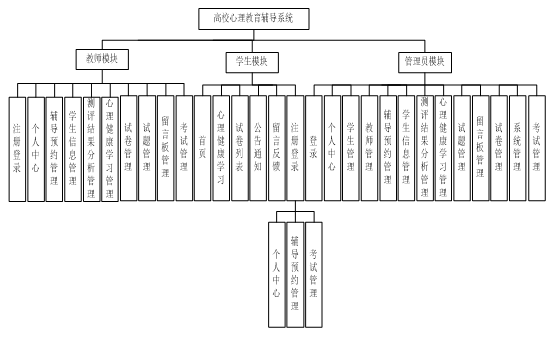 高校心理教育辅导系统
教师模块
学生模块
管理员模块
注册登录
个人中心
辅导预约管理
学生信息管理
测评结果分析管理
心理健康学习管理
试卷管理
试题管理
留言板管理
考试管理
首页
心理健康学习
试卷列表
公告通知
留言反馈
注册登录
登录
个人中心
学生管理
教师管理
辅导预约管理
学生信息管理
测评结果分析管理
心理健康学习管理
试题管理
留言板管理
试卷管理
系统管理
考试管理
个人中心
辅导预约管理
考试管理